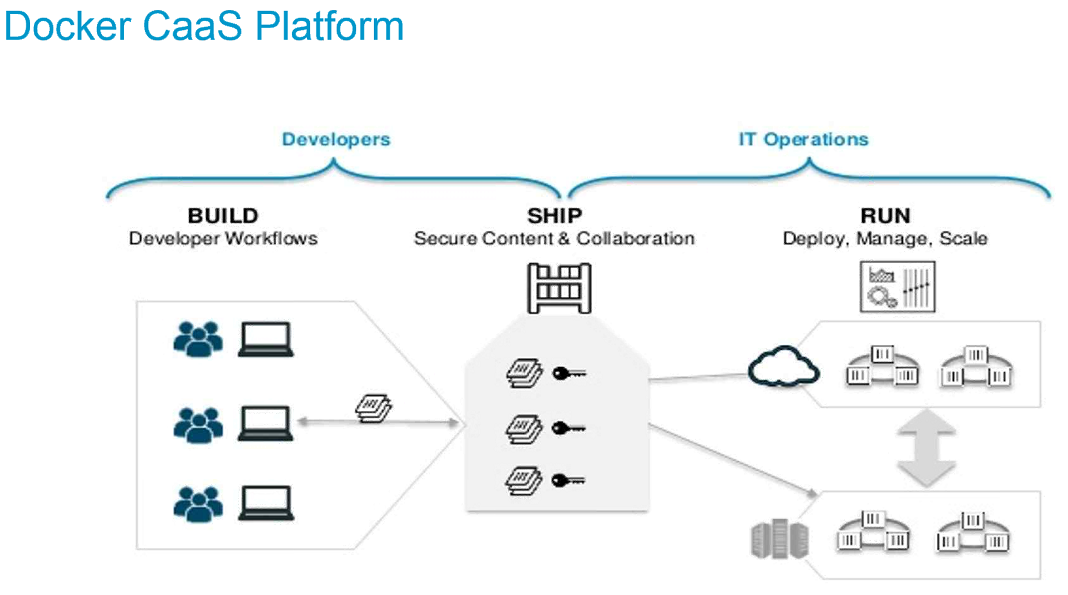 Docker CaaS Platform
Developers
IT Operations
BUILD
Developer Workflows
SHIP
Secure Content & Collaboration
RUN
Deploy, Manage, Scale